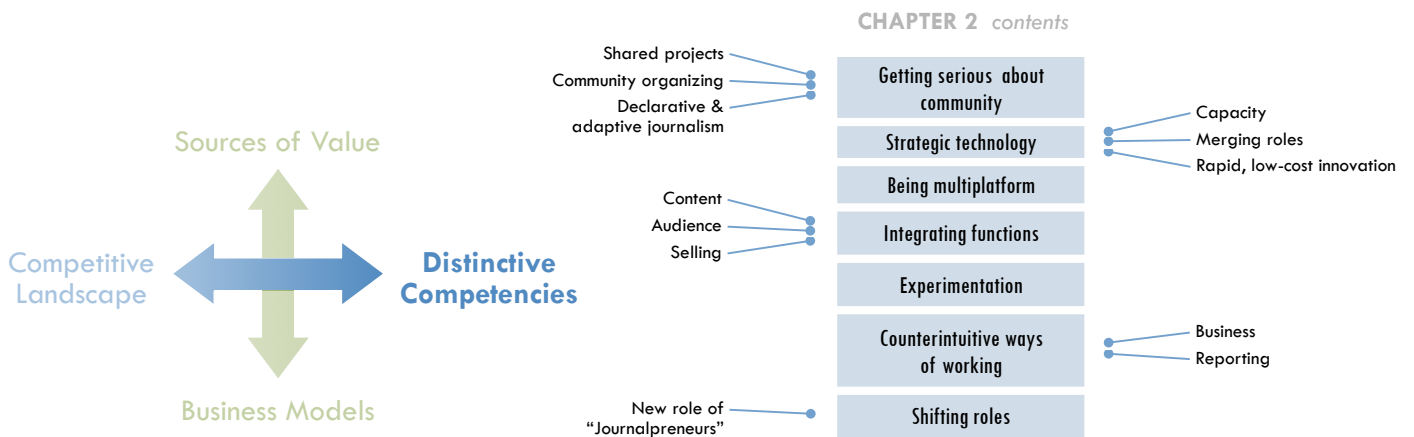 Sources of Value
Competitive
Landscape
Distinctive
Competencies
Business Models
CHAPTER 2 contents
Shared projects
Community organizing
Declarative &
adaptive journalism
Getting serious about
community
Strategic technology
Capacity
Merging roles
Rapid, low-cost innovation
Being multiplatform
Content
Audience
Selling
Integrating functions
Experimentation
Counterintuitive ways
of working
Business
Reporting
New role of
“Journalpreneurs”
Shifting roles